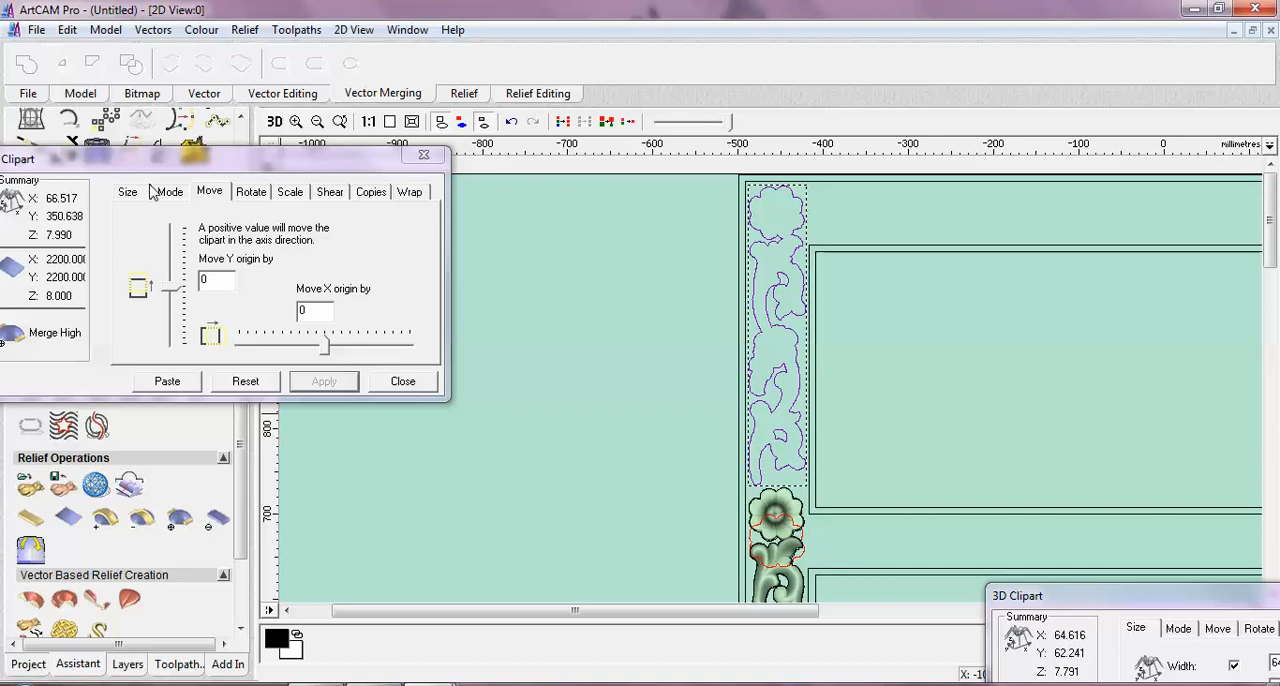 ArtCAM Pro - (Untitled) - [2D View:0]
File Edit Model Vectors Colour Relief Toolpaths 2D View Window Help
File Model Bitmap Vector Vector Editing Vector Merging Relief Relief Editing
3D 1:1
-1000 -900 -800 -700 -600 -500 -400 -300 -200 -100 0 millimetres
Clipart
Summary
X: 66.517
Y: 350.638
Z: 7.990
X: 2200.000
Y: 2200.000
Z: 8.000
Merge High
Size Mode Move Rotate Scale Shear Copies Wrap
A positive value will move the
clipart in the axis direction.
Move Y origin by
0
Move X origin by
0
Paste Reset Apply Close
800
700
Relief Operations
Vector Based Relief Creation
Project Assistant Layers Toolpath... Add In
3D Clipart
Summary
X: 64.616
Y: 62.241
Z: 7.791
Size Mode Move Rotate
Width: